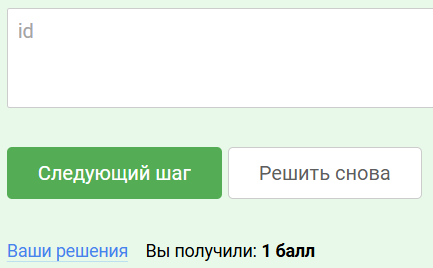 id
Следующий шаг Решить снова
Ваши решения Вы получили: 1 балл